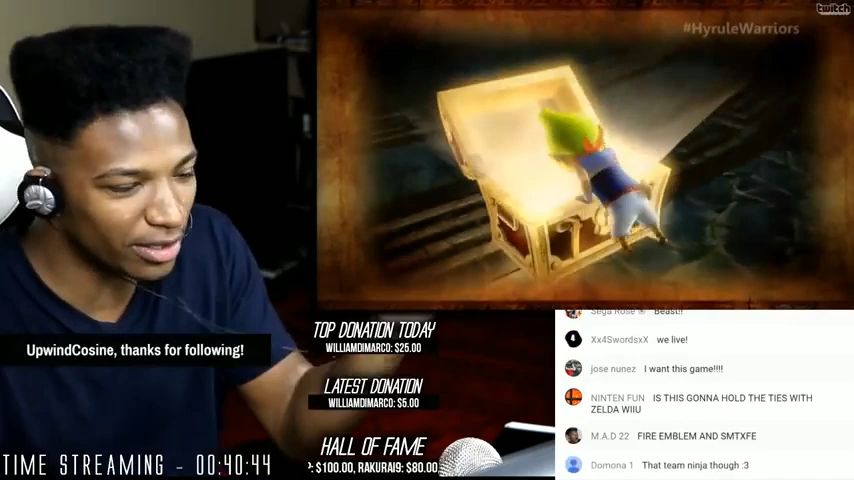 twitch
#HyruleWarriors
UpwindCosine, thanks for following!
TOP DONATION TODAY
WILLIAMDIMARCO: $25.00
LATEST DONATION
WILLIAMDIMARCO: $5.00
HALL OF FAME
: $100.00, RAKURAI9: $80.00
TIME STREAMING - 00:40:44
Sega Rose Beast!!
Xx4SwordsxX we live!
jose nunez I want this game!!!!
NINTEN FUN IS THIS GONNA HOLD THE TIES WITH
ZELDA WIIU
M.A.D 22 FIRE EMBLEM AND SMTXFE
Domona 1 That team ninja though :3